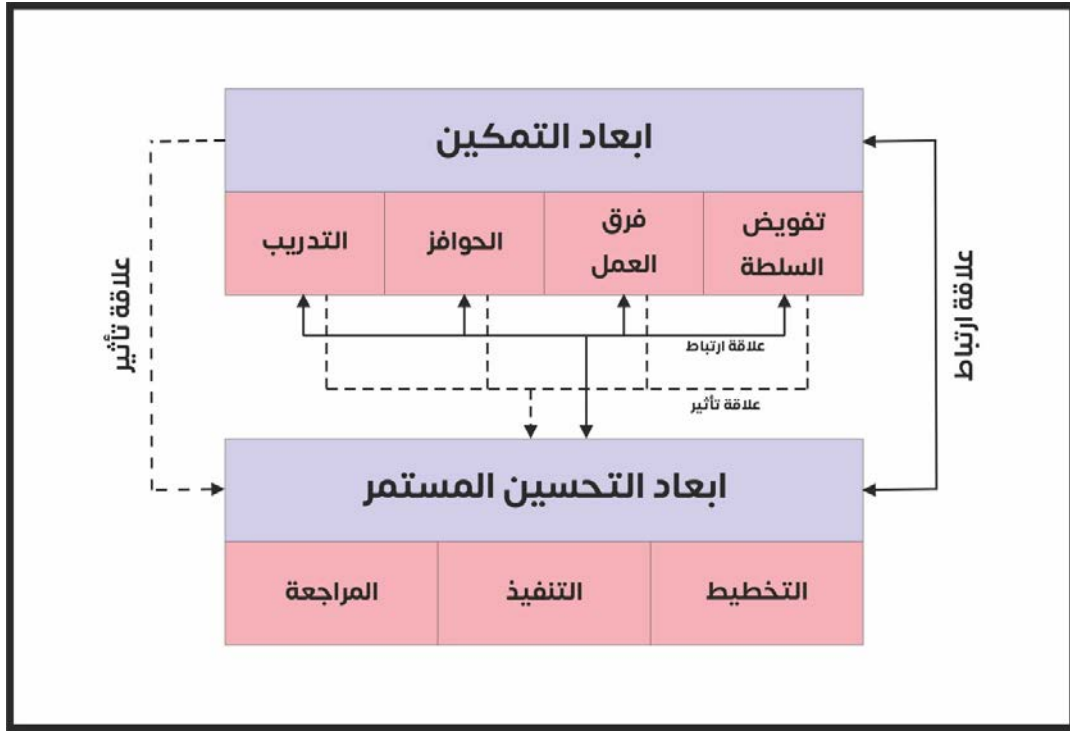 ابعاد التمكين
تفويض
السلطة
فرق
العمل
الحوافز
التدريب
علاقة ارتباط
علاقة تأثير
علاقة ارتباط
علاقة تأثير
ابعاد التحسين المستمر
التخطيط
التنفيذ
المراجعة